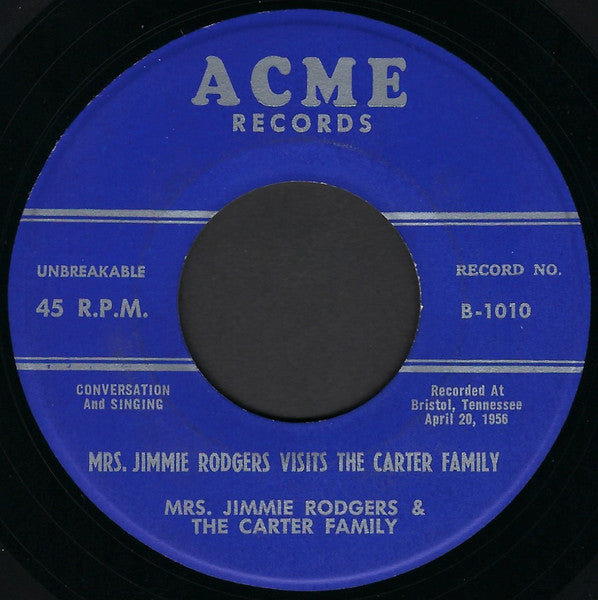 ACME
RECORDS
UNBREAKABLE
45 R.P.M.
RECORD NO.
B-1010
CONVERSATION
And SINGING
Recorded At
Bristol, Tennessee
April 20, 1956
MRS. JIMMIE RODGERS VISITS THE CARTER FAMILY
MRS. JIMMIE RODGERS &
THE CARTER FAMILY